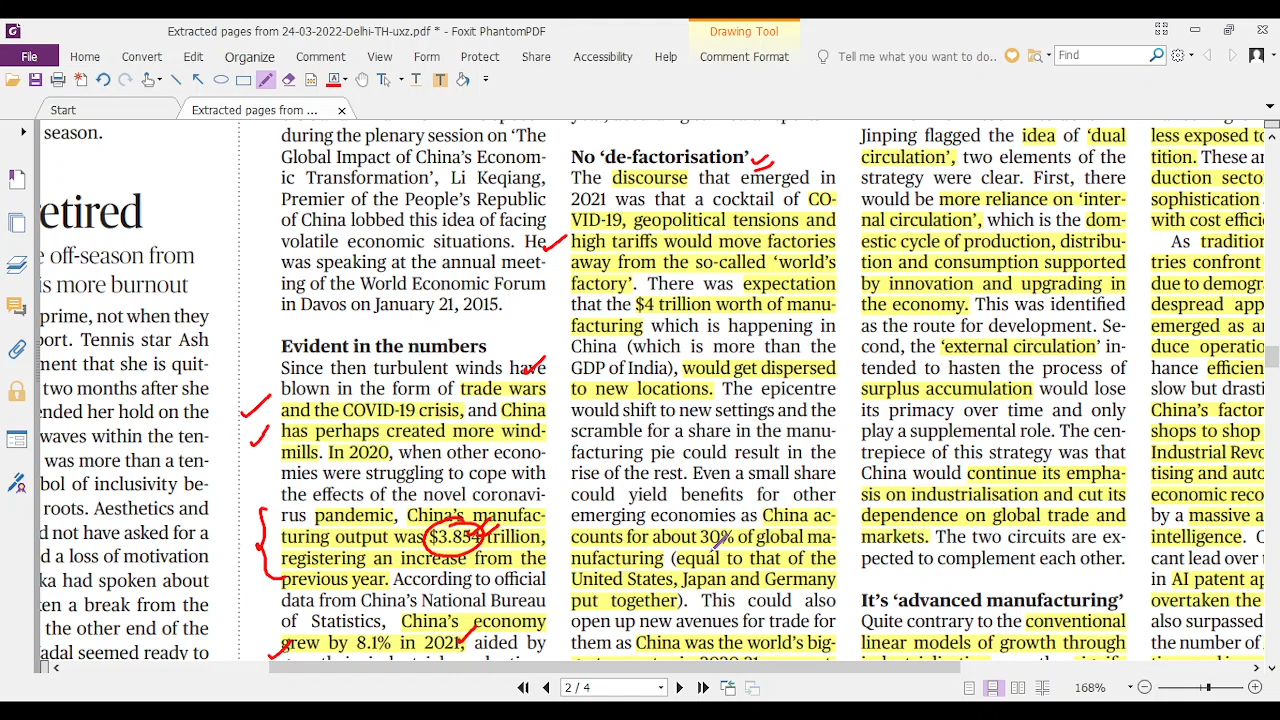 Extracted pages from 24-03-2022-Delhi-TH-uxz.pdf * - Foxit PhantomPDF
Drawing Tool
File Home Convert Edit Organize Comment View Form Protect Share Accessibility Help Comment Format Tell me what you want to do.. Find
Start
Extracted pages from ...
season.
etired
e off-season from
is more burnout
prime, not when they
port. Tennis star Ash
ment that she is quit-
two months after she
ended her hold on the
waves within the ten-
was more than a ten-
bol of inclusivity be-
roots. Aesthetics and
d not have asked for a
d a loss of motivation
ka had spoken about
en a break from the
the other end of the
adal seemed ready to
during the plenary session on ‘The
Global Impact of China’s Econom-
ic Transformation’, Li Keqiang,
Premier of the People’s Republic
of China lobbied this idea of facing
volatile economic situations. He
was speaking at the annual meet-
ing of the World Economic Forum
in Davos on January 21, 2015.
Evident in the numbers
Since then turbulent winds have
blown in the form of trade wars
and the COVID-19 crisis, and China
has perhaps created more wind-
mills. In 2020, when other econo-
mies were struggling to cope with
the effects of the novel coronavi-
rus pandemic, China’s manufac-
turing output was $3.854 trillion,
registering an increase from the
previous year. According to official
data from China’s National Bureau
of Statistics, China’s economy
grew by 8.1% in 2021, aided by
No ‘de-factorisation’
The discourse that emerged in
2021 was that a cocktail of CO-
VID-19, geopolitical tensions and
high tariffs would move factories
away from the so-called ‘world’s
factory’. There was expectation
that the $4 trillion worth of manu-
facturing which is happening in
China (which is more than the
GDP of India), would get dispersed
to new locations. The epicentre
would shift to new settings and the
scramble for a share in the manu-
facturing pie could result in the
rise of the rest. Even a small share
could yield benefits for other
emerging economies as China ac-
counts for about 30% of global ma-
nufacturing (equal to that of the
United States, Japan and Germany
put together). This could also
open up new avenues for trade for
them as China was the world’s big-
Jinping flagged the idea of ‘dual
circulation’, two elements of the
strategy were clear. First, there
would be more reliance on ‘inter-
nal circulation’, which is the dom-
estic cycle of production, distribu-
tion and consumption supported
by innovation and upgrading in
the economy. This was identified
as the route for development. Se-
cond, the ‘external circulation’ in-
tended to hasten the process of
surplus accumulation would lose
its primacy over time and only
play a supplemental role. The cen-
trepiece of this strategy was that
China would continue its empha-
sis on industrialisation and cut its
dependence on global trade and
markets. The two circuits are ex-
pected to complement each other.
It’s ‘advanced manufacturing’
Quite contrary to the conventional
linear models of growth through
less exposed to
tition. These ar
duction secto
sophistication
with cost effici
As tradition
tries confront
due to demogr
despread app
emerged as an
duce operatio
hance efficien
slow but drasti
China’s factor
shops to shop
Industrial Revo
tising and auto
economic reco
by a massive a
intelligence. C
cant lead over
in AI patent ap
overtaken the
also surpassed
the number of
2 / 4
168%